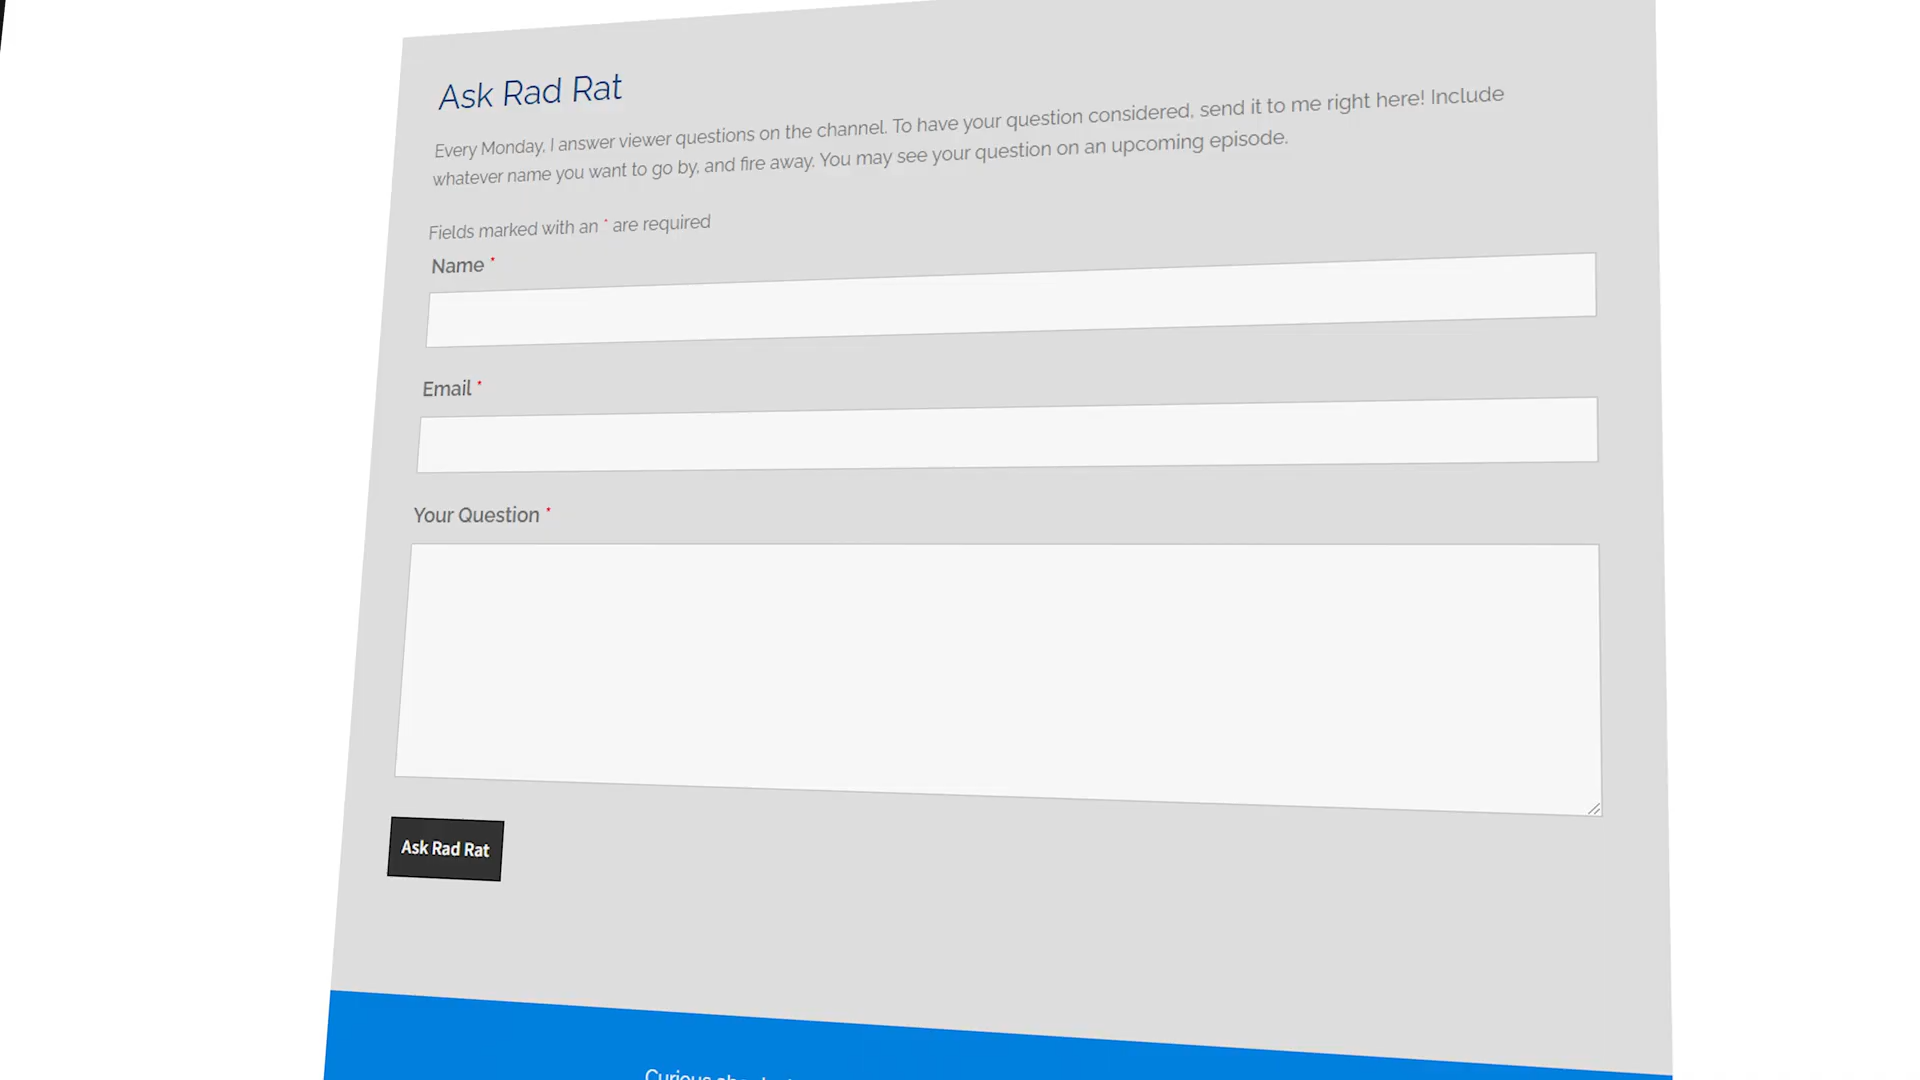 Ask Rad Rat
Every Monday, I answer viewer questions on the channel. To have your question considered, send it to me right here! Include
whatever name you want to go by, and fire away. You may see your question on an upcoming episode.
Fields marked with an * are required
Name *
Email *
Your Question *
Ask Rad Rat
Curious